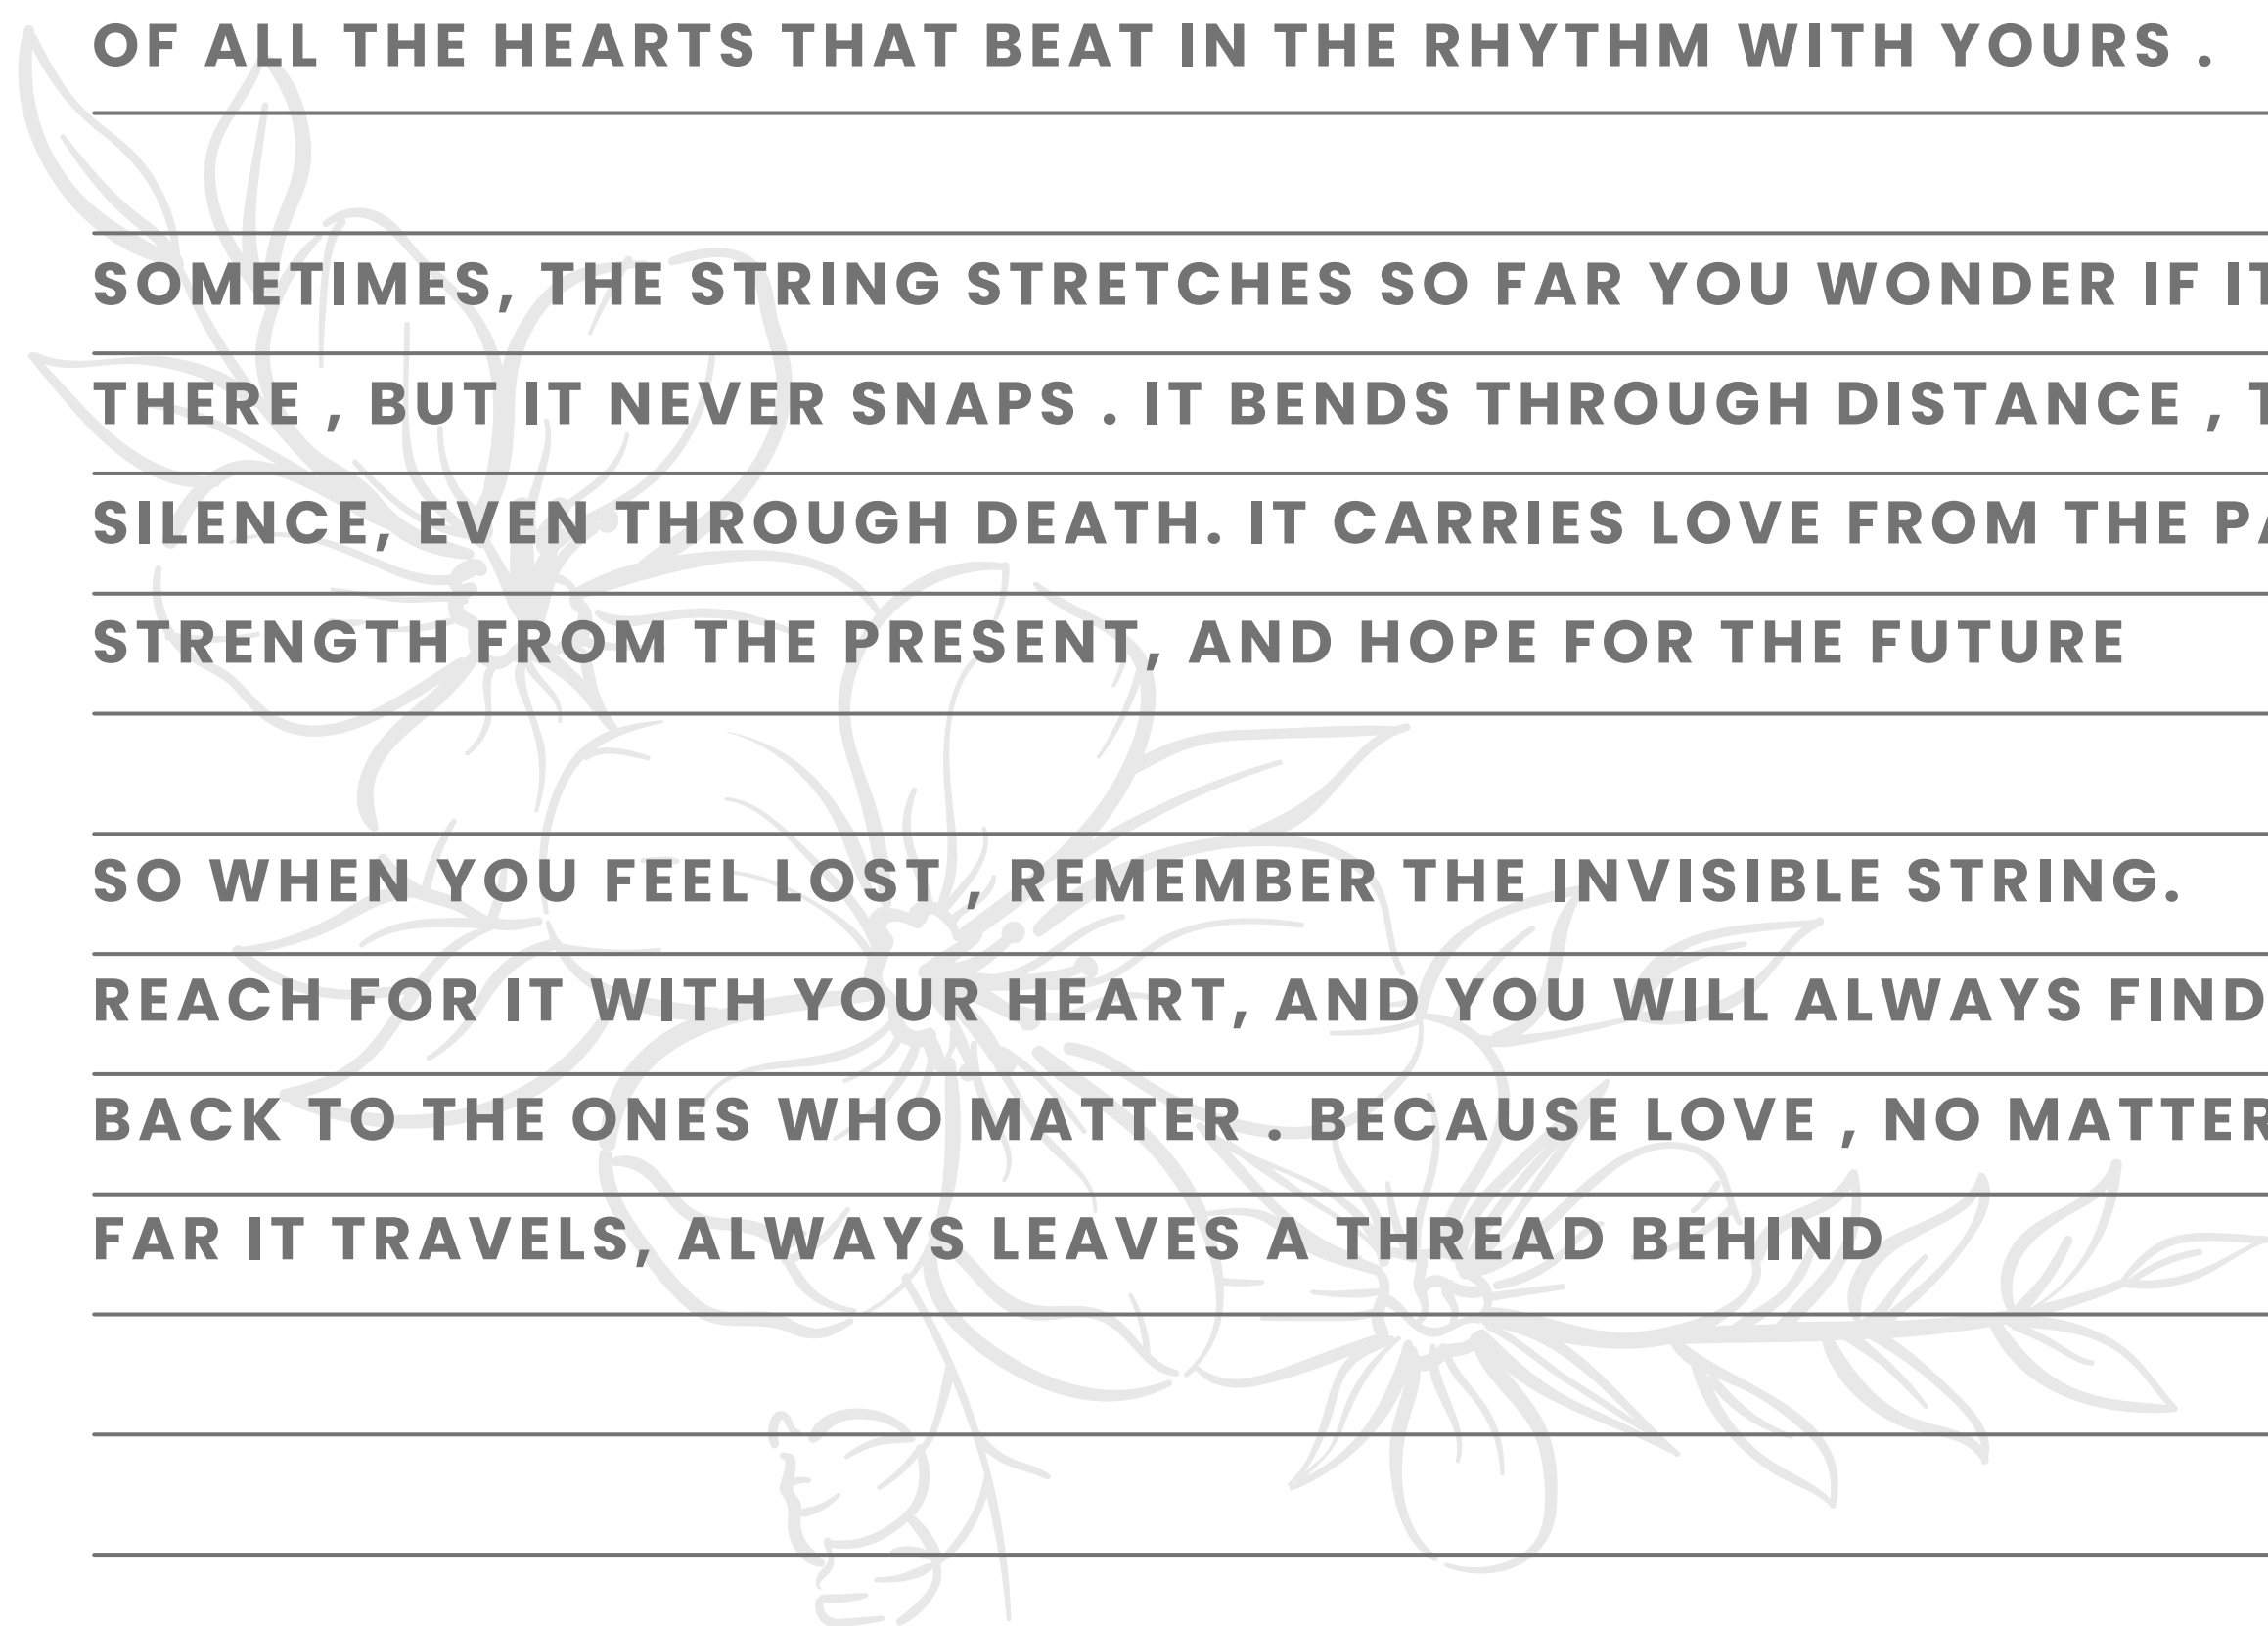 OF ALL THE HEARTS THAT BEAT IN THE RHYTHM WITH YOURS .
SOMETIMES, THE STRING STRETCHES SO FAR YOU WONDER IF IT
THERE , BUT IT NEVER SNAPS . IT BENDS THROUGH DISTANCE ,
SILENCE, EVEN THROUGH DEATH. IT CARRIES LOVE FROM THE
STRENGTH FROM THE PRESENT, AND HOPE FOR THE FUTURE
SO WHEN YOU FEEL LOST , REMEMBER THE INVISIBLE STRING.
REACH FOR IT WITH YOUR HEART, AND YOU WILL ALWAYS FIND
BACK TO THE ONES WHO MATTER . BECAUSE LOVE , NO MATTER
FAR IT TRAVELS, ALWAYS LEAVES A THREAD BEHIND